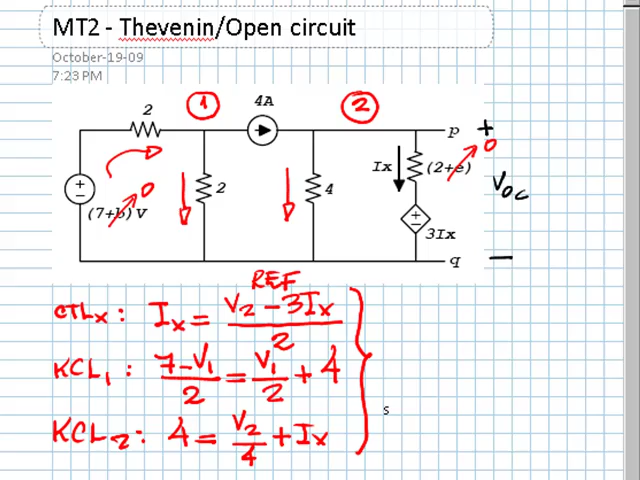 MT2 - Thevenin/Open circuit
October-19-09
7:23 PM
2 1 4A 2
p +
Ix (2+e) 0
0 2 4 Voc
(7+b) V
3Ix
q −
REF
CTLx: Ix = V2 - 3Ix / 2
KCL1: 7-V1 / 2 = V1 / 2 + 4
s
KCL2: 4 = V2 / 4 + Ix